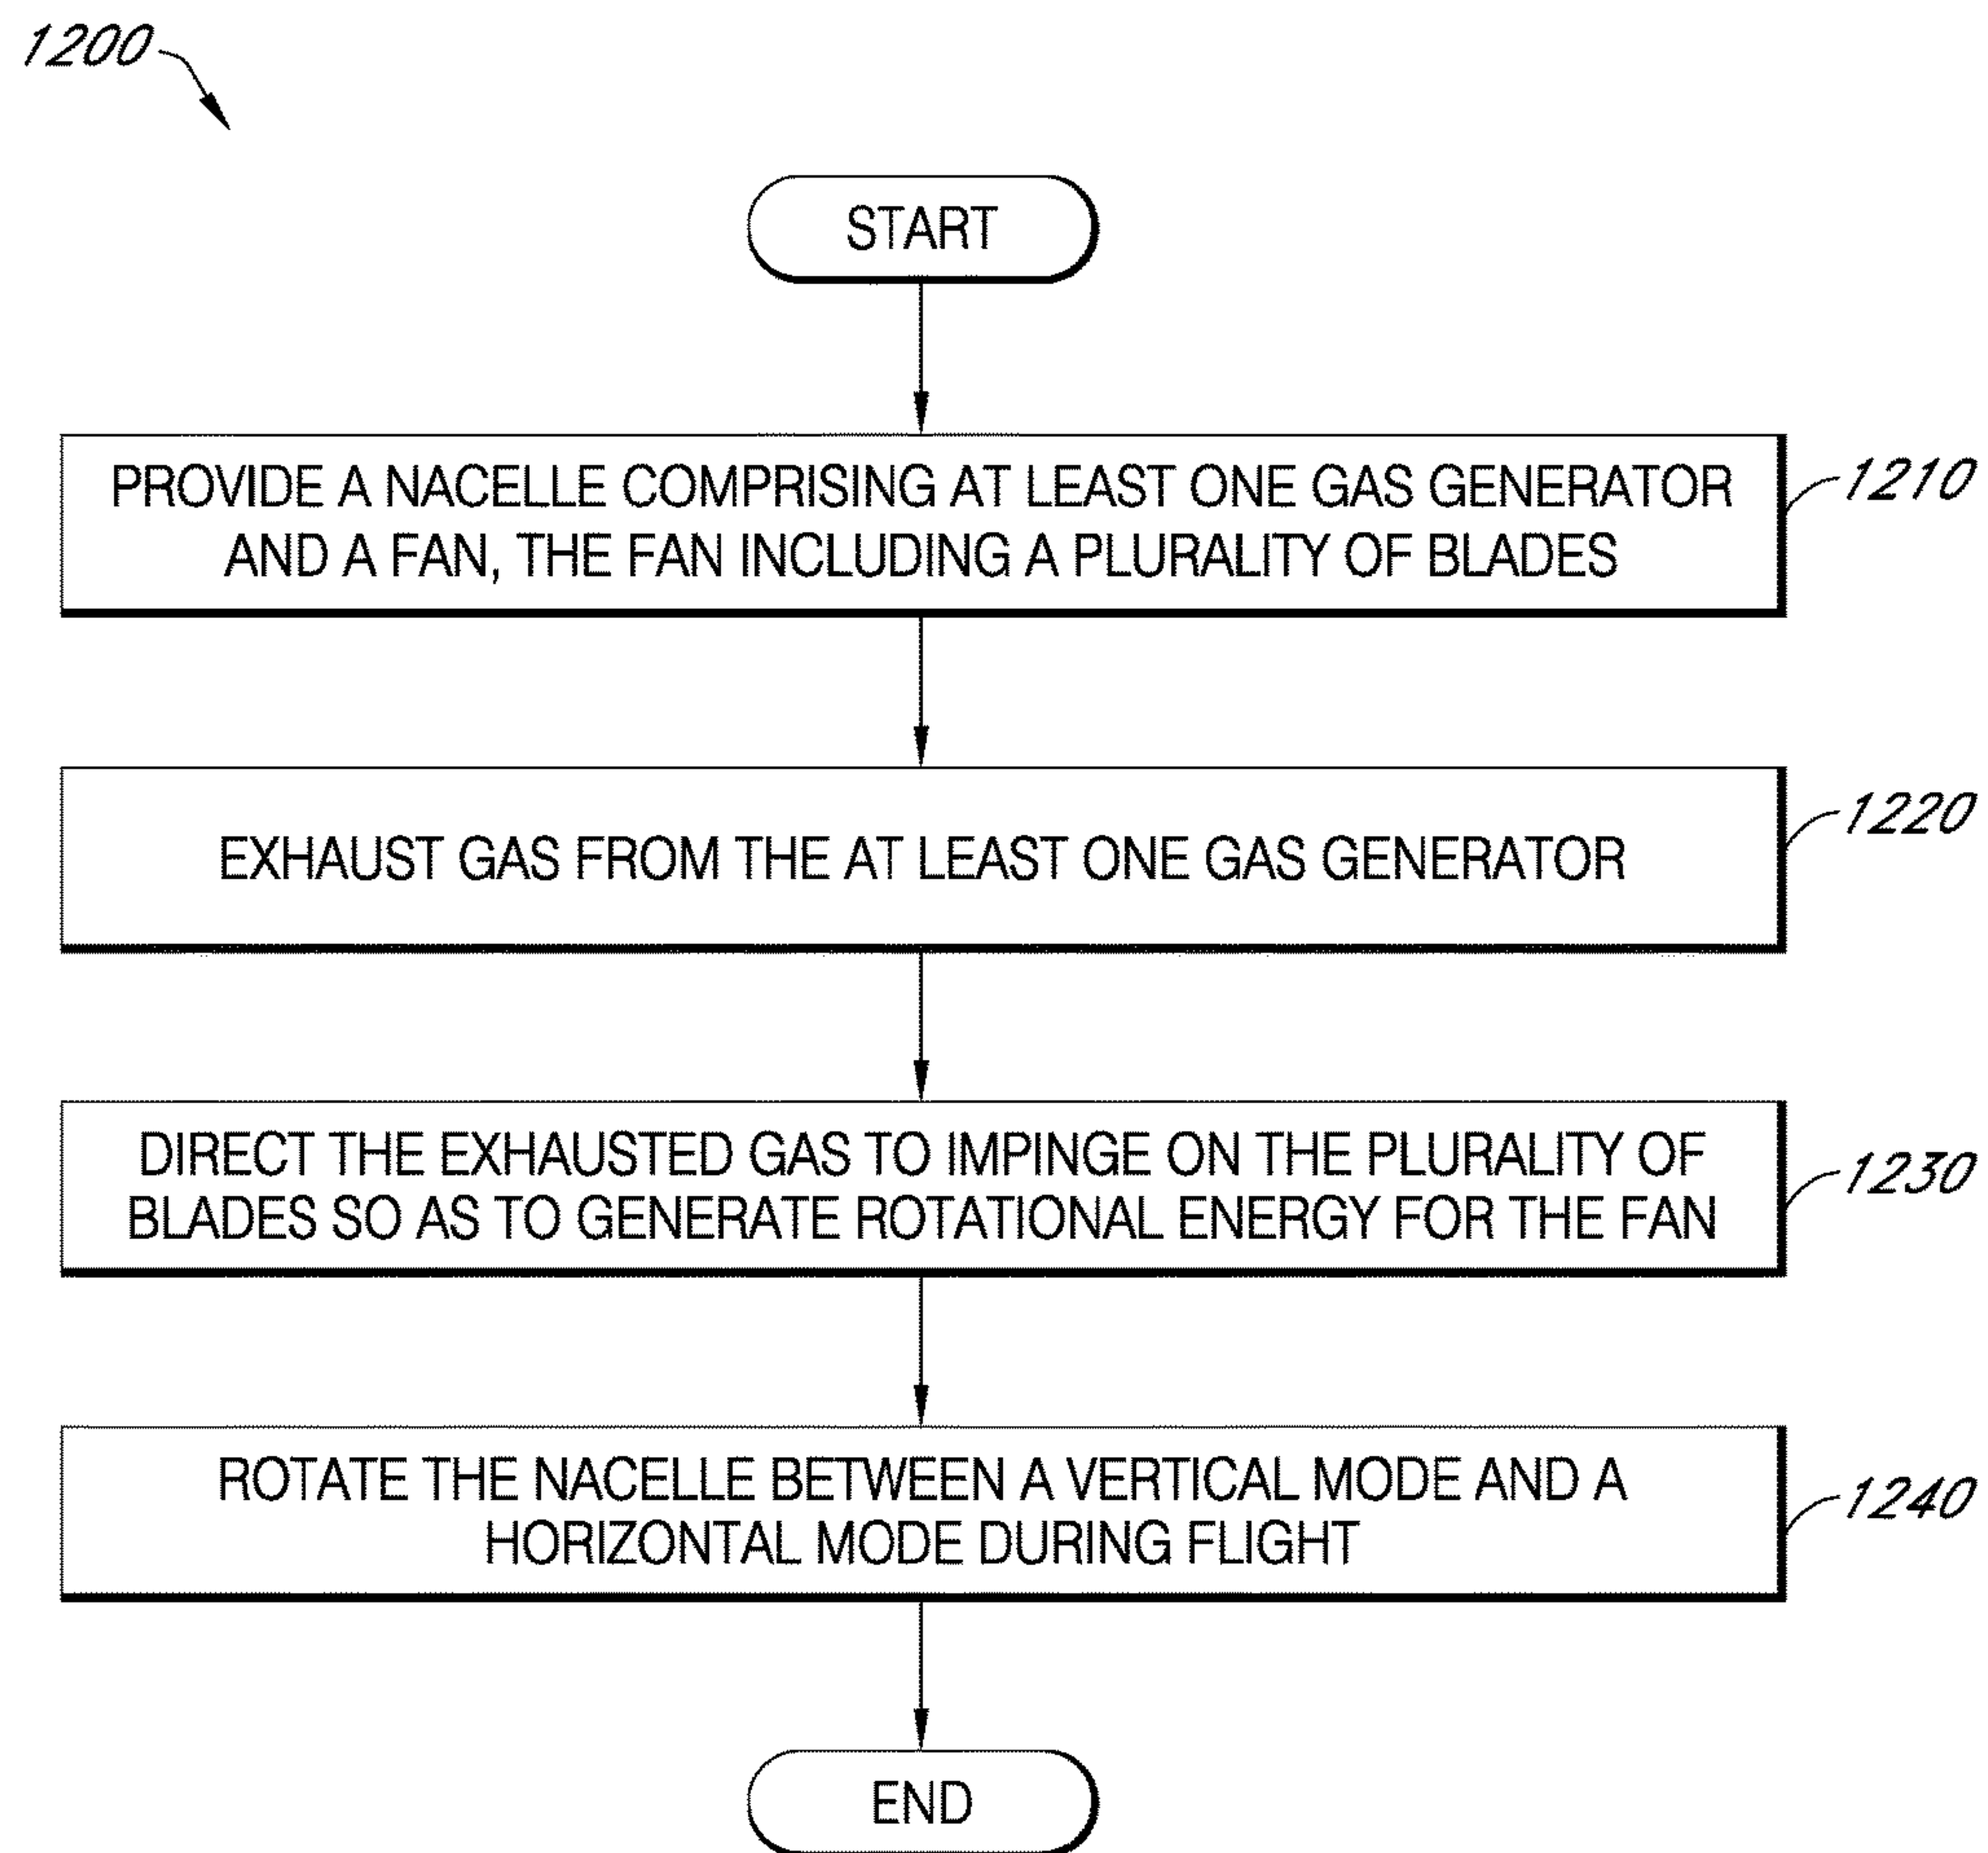 1200
START
PROVIDE A NACELLE COMPRISING AT LEAST ONE GAS GENERATOR
AND A FAN, THE FAN INCLUDING A PLURALITY OF BLADES
1210
EXHAUST GAS FROM THE AT LEAST ONE GAS GENERATOR
1220
DIRECT THE EXHAUSTED GAS TO IMPINGE ON THE PLURALITY OF
BLADES SO AS TO GENERATE ROTATIONAL ENERGY FOR THE FAN
1230
ROTATE THE NACELLE BETWEEN A VERTICAL MODE AND A
HORIZONTAL MODE DURING FLIGHT
1240
END